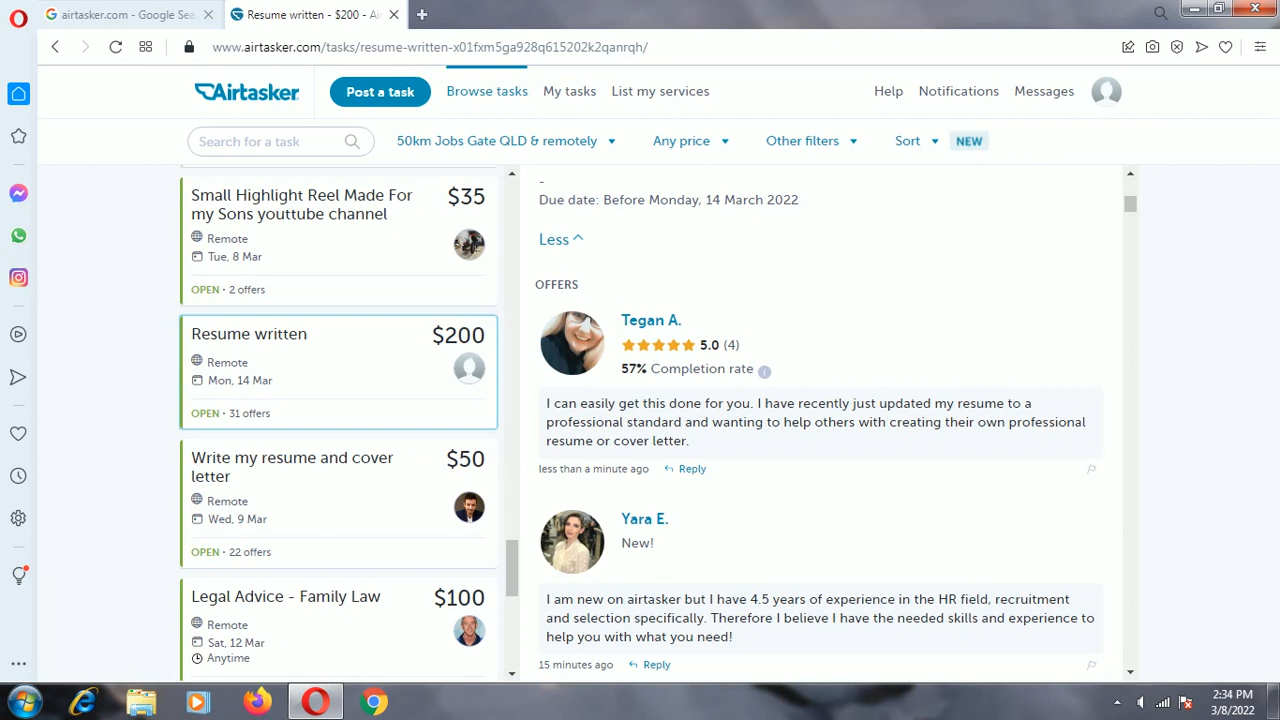 airtasker.com - Google Sea
Resume written - $200 - Ai
www.airtasker.com/tasks/resume-written-x01fxm5ga928q615202k2qanrqh/
Airtasker
Post a task
Browse tasks
My tasks
List my services
Help
Notifications
Messages
Search for a task
50km Jobs Gate QLD & remotely
Any price
Other filters
Sort
NEW
Small Highlight Reel Made For
my Sons youttube channel
$35
Remote
Tue, 8 Mar
OPEN · 2 offers
Resume written
$200
Remote
Mon, 14 Mar
OPEN · 31 offers
Write my resume and cover
letter
$50
Remote
Wed, 9 Mar
OPEN · 22 offers
Legal Advice - Family Law
$100
Remote
Sat, 12 Mar
Anytime
-
Due date: Before Monday, 14 March 2022
Less
OFFERS
Tegan A.
5.0 (4)
57% Completion rate
I can easily get this done for you. I have recently just updated my resume to a
professional standard and wanting to help others with creating their own professional
resume or cover letter.
less than a minute ago
Reply
Yara E.
New!
I am new on airtasker but I have 4.5 years of experience in the HR field, recruitment
and selection specifically. Therefore I believe I have the needed skills and experience to
help you with what you need!
15 minutes ago
Reply
2:34 PM
3/8/2022